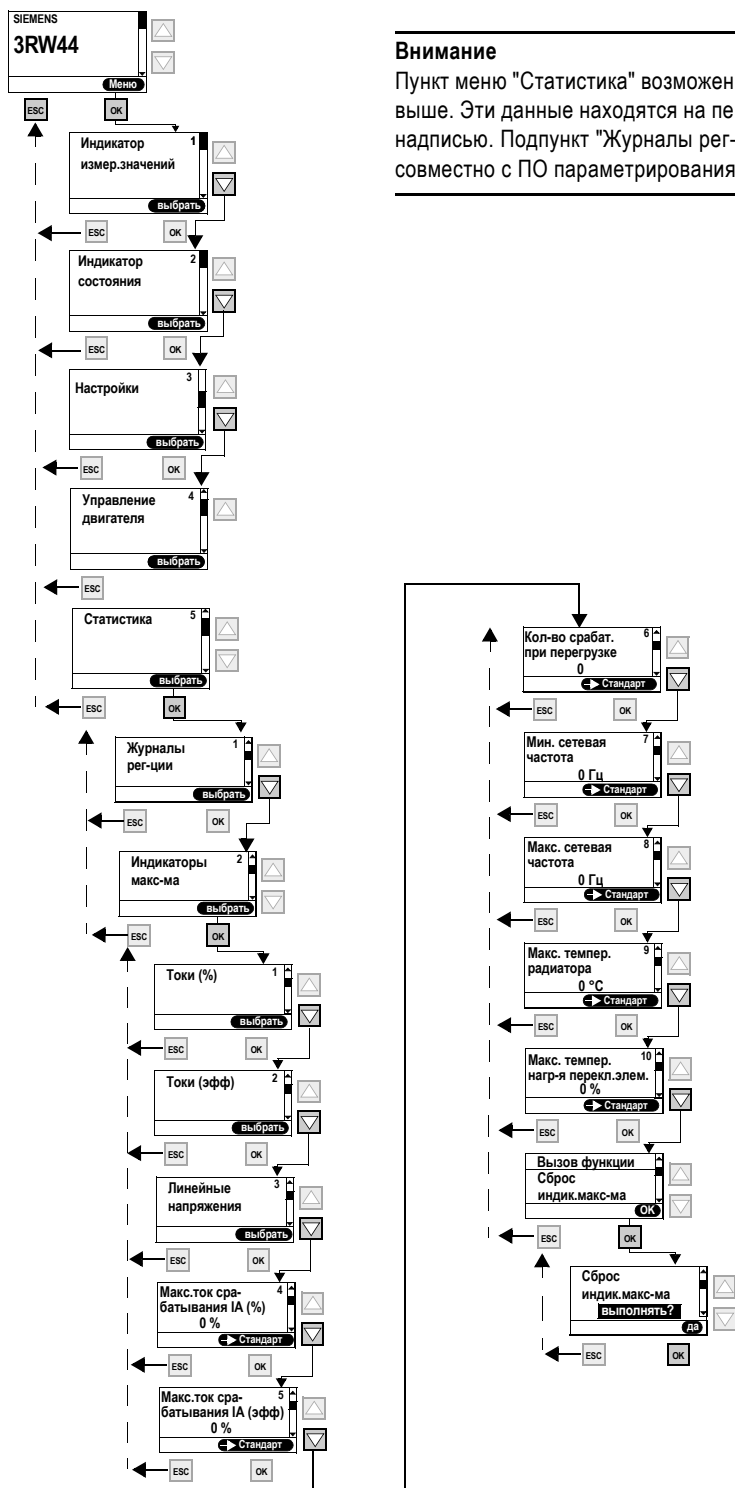 SIEMENS
3RW44
Меню
ESC
OK
Индикатор
измер.значений
1
выбрать
ESC
OK
Индикатор
состояния
2
выбрать
ESC
OK
Настройки
3
выбрать
ESC
OK
Управление
двигателя
4
выбрать
ESC
Статистика
5
выбрать
ESC
OK
Журналы
рег-ции
1
выбрать
ESC
OK
Индикаторы
макс-ма
2
выбрать
ESC
OK
Токи (%)
1
выбрать
ESC
OK
Токи (эфф)
2
выбрать
ESC
OK
Линейные
напряжения
3
выбрать
ESC
OK
Макс.ток сра-
батывания IA (%)
0 %
4
Стандарт
ESC
OK
Макс.ток сра-
батывания IA (эфф)
0 %
5
Стандарт
ESC
OK
Внимание
Пункт меню "Статистика" возможен
выше. Эти данные находятся на пе
надписью. Подпункт "Журналы рег-
совместно с ПО параметрирования
Кол-во срабат.
при перегрузке
0
6
Стандарт
ESC
OK
Мин. сетевая
частота
0 Гц
7
Стандарт
ESC
OK
Макс. сетевая
частота
0 Гц
8
Стандарт
ESC
OK
Макс. темпер.
радиатора
0 °C
9
Стандарт
ESC
OK
Макс. темпер.
нагр-я перекл.элем.
0 %
10
Стандарт
ESC
OK
Вызов функции
Сброс
индик.макс-ма
OK
ESC
OK
Сброс
индик.макс-ма
выполнять?
да
ESC
OK